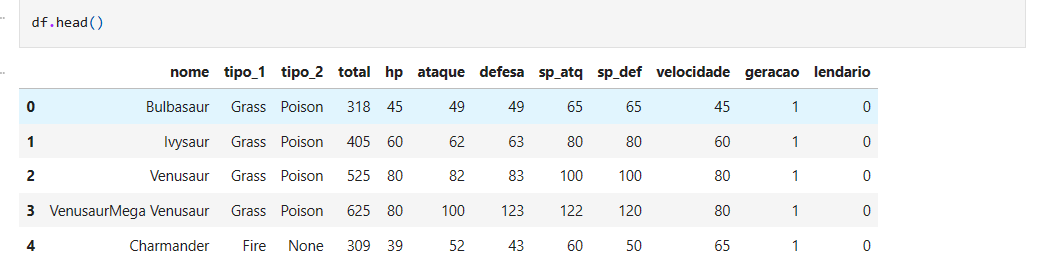 df.head()
nome tipo_1 tipo_2 total hp ataque defesa sp_atq sp_def velocidade geracao lendario
0 Bulbasaur Grass Poison 318 45 49 49 65 65 45 1 0
1 Ivysaur Grass Poison 405 60 62 63 80 80 60 1 0
2 Venusaur Grass Poison 525 80 82 83 100 100 80 1 0
3 VenusaurMega Venusaur Grass Poison 625 80 100 123 122 120 80 1 0
4 Charmander Fire None 309 39 52 43 60 50 65 1 0